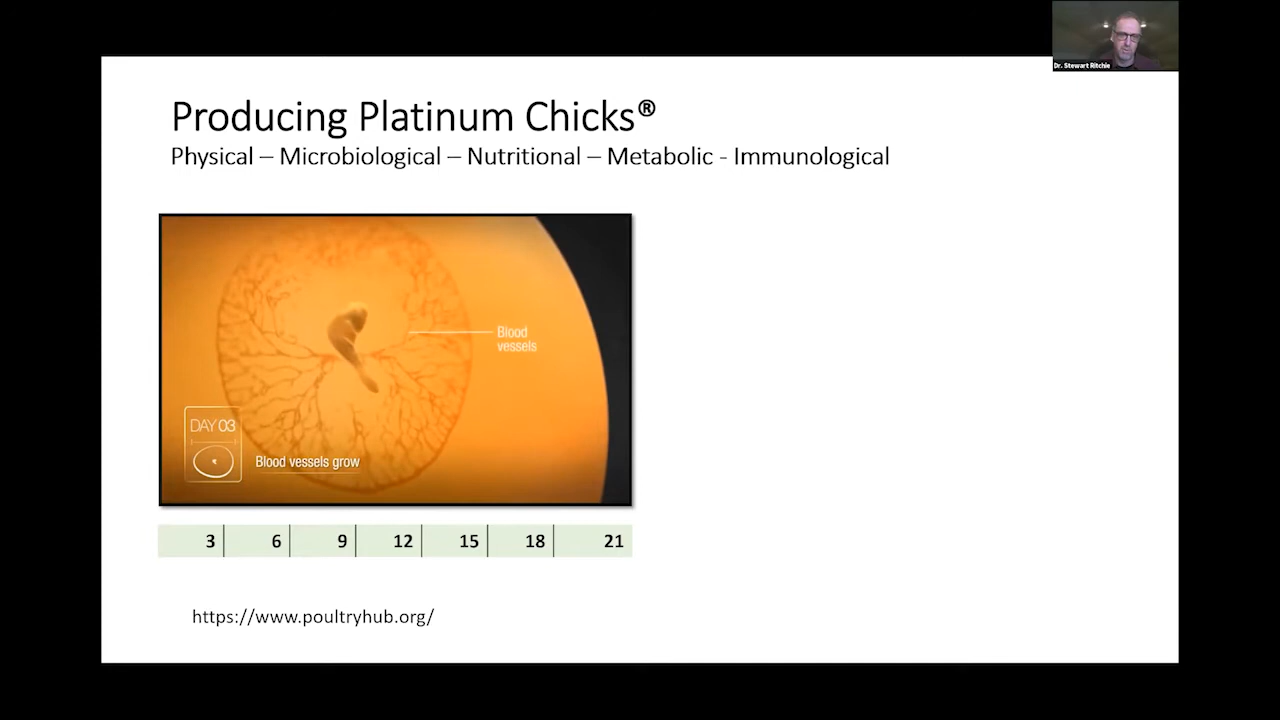 Dr. Stewart Ritchie
Producing Platinum Chicks®
Physical – Microbiological – Nutritional – Metabolic - Immunological
Blood
vessels
DAY 03
Blood vessels grow
3 6 9 12 15 18 21
https://www.poultryhub.org/